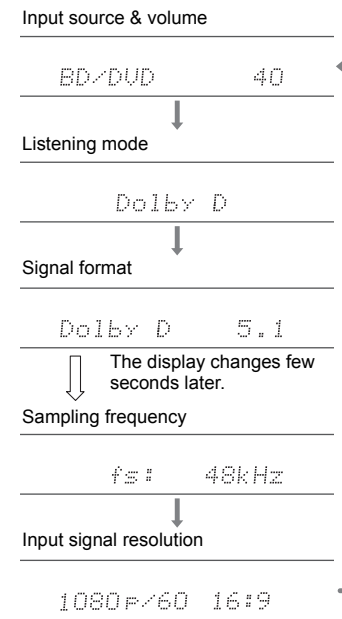 Input source & volume
BD/DVD 40
Listening mode
Dolby D
Signal format
Dolby D 5.1
The display changes few
seconds later.
Sampling frequency
fs: 48kHz
Input signal resolution
1080p/60 16:9